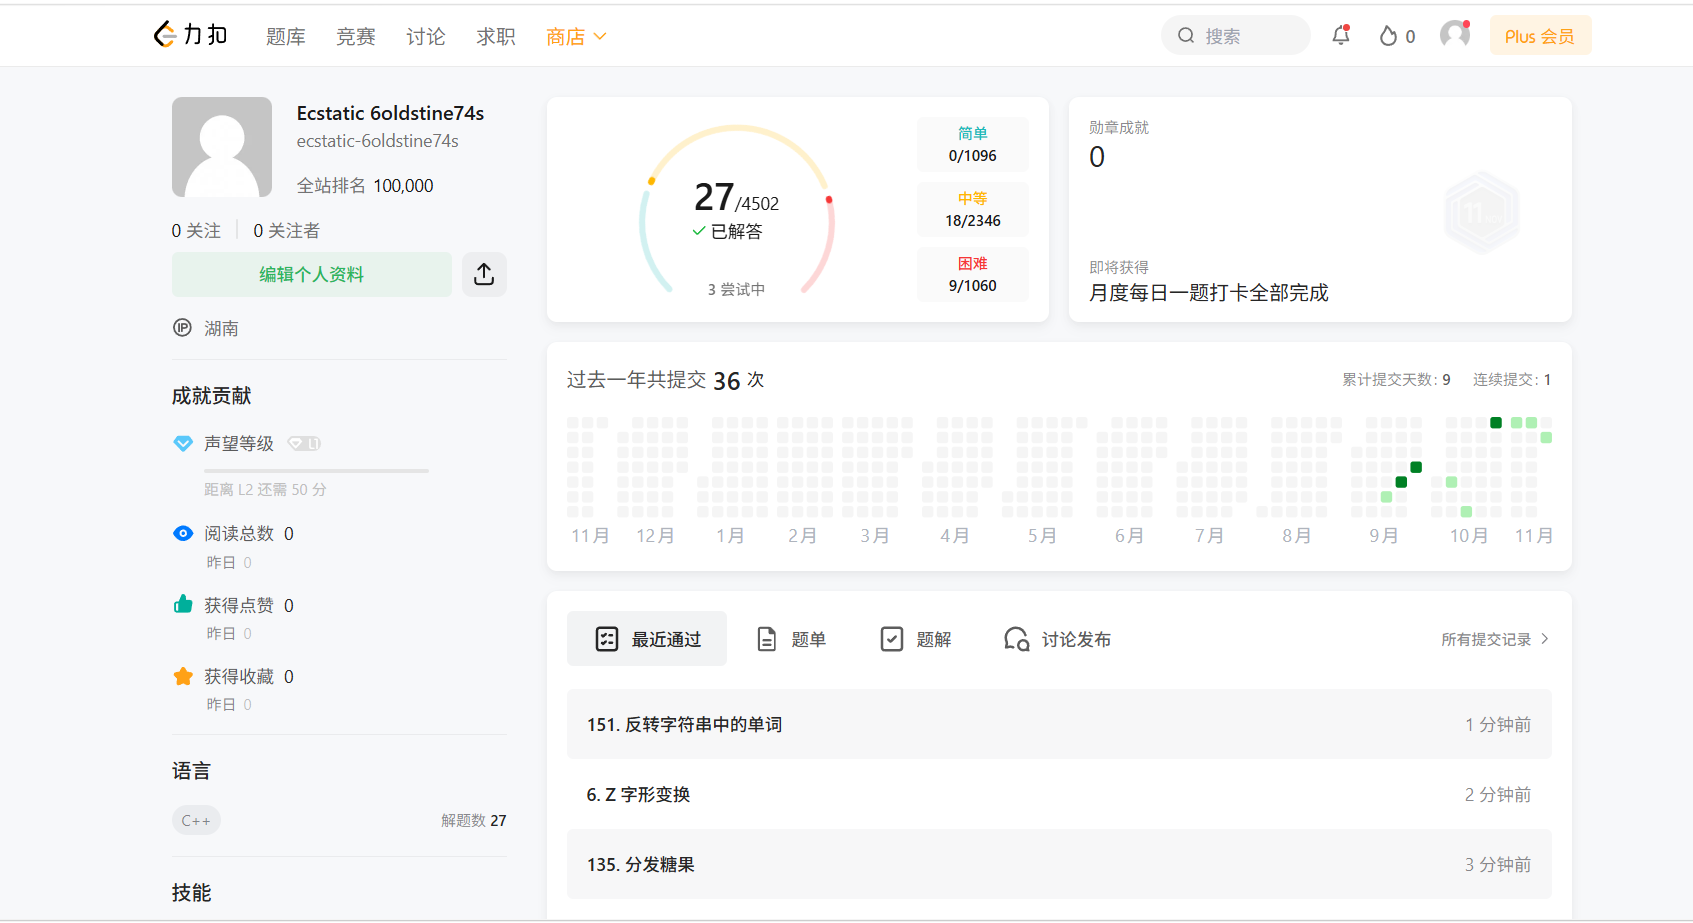 力扣 题库 竞赛 讨论 求职 商店 搜索 0 Plus 会员
Ecstatic 6oldstine74s
ecstatic-6oldstine74s
全站排名 100,000
0 关注 0 关注者
编辑个人资料
IP 湖南
成就贡献
声望等级 L1
距离 L2 还需 50 分
阅读总数 0
昨日 0
获得点赞 0
昨日 0
获得收藏 0
昨日 0
语言
C++ 解题数 27
技能
27/4502
已解答
3 尝试中
简单
0/1096
中等
18/2346
困难
9/1060
勋章成就
0
11
即将获得
月度每日一题打卡全部完成
过去一年共提交 36 次 累计提交天数: 9 连续提交: 1
11月 12月 1月 2月 3月 4月 5月 6月 7月 8月 9月 10月 11月
最近通过 题单 题解 讨论发布 所有提交记录
151. 反转字符串中的单词 1 分钟前
6. Z 字形变换 2 分钟前
135. 分发糖果 3 分钟前